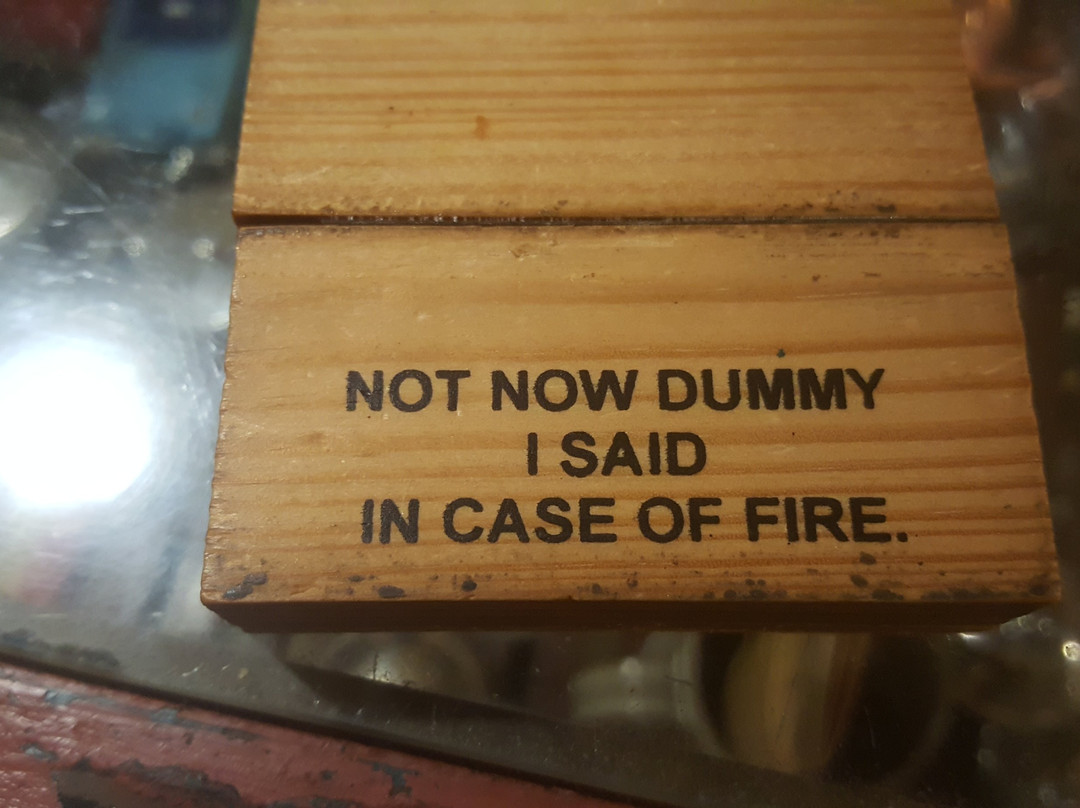 NOT NOW DUMMY
I SAID
IN CASE OF FIRE.